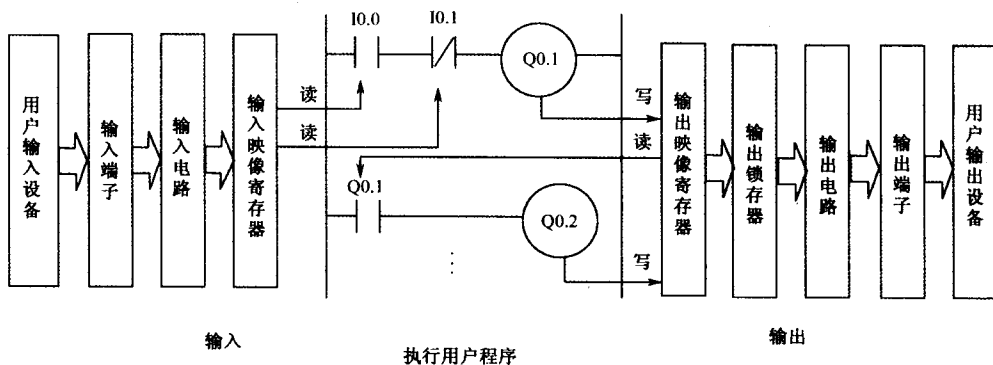 用户输入设备
输入端子
输入电路
输入映像寄存器
读
读
I0.0
I0.1
Q0.1
Q0.1
Q0.2
⋮
写
读
写
输出映像寄存器
输出锁存器
输出电路
输出端子
用户输出设备
输入
执行用户程序
输出